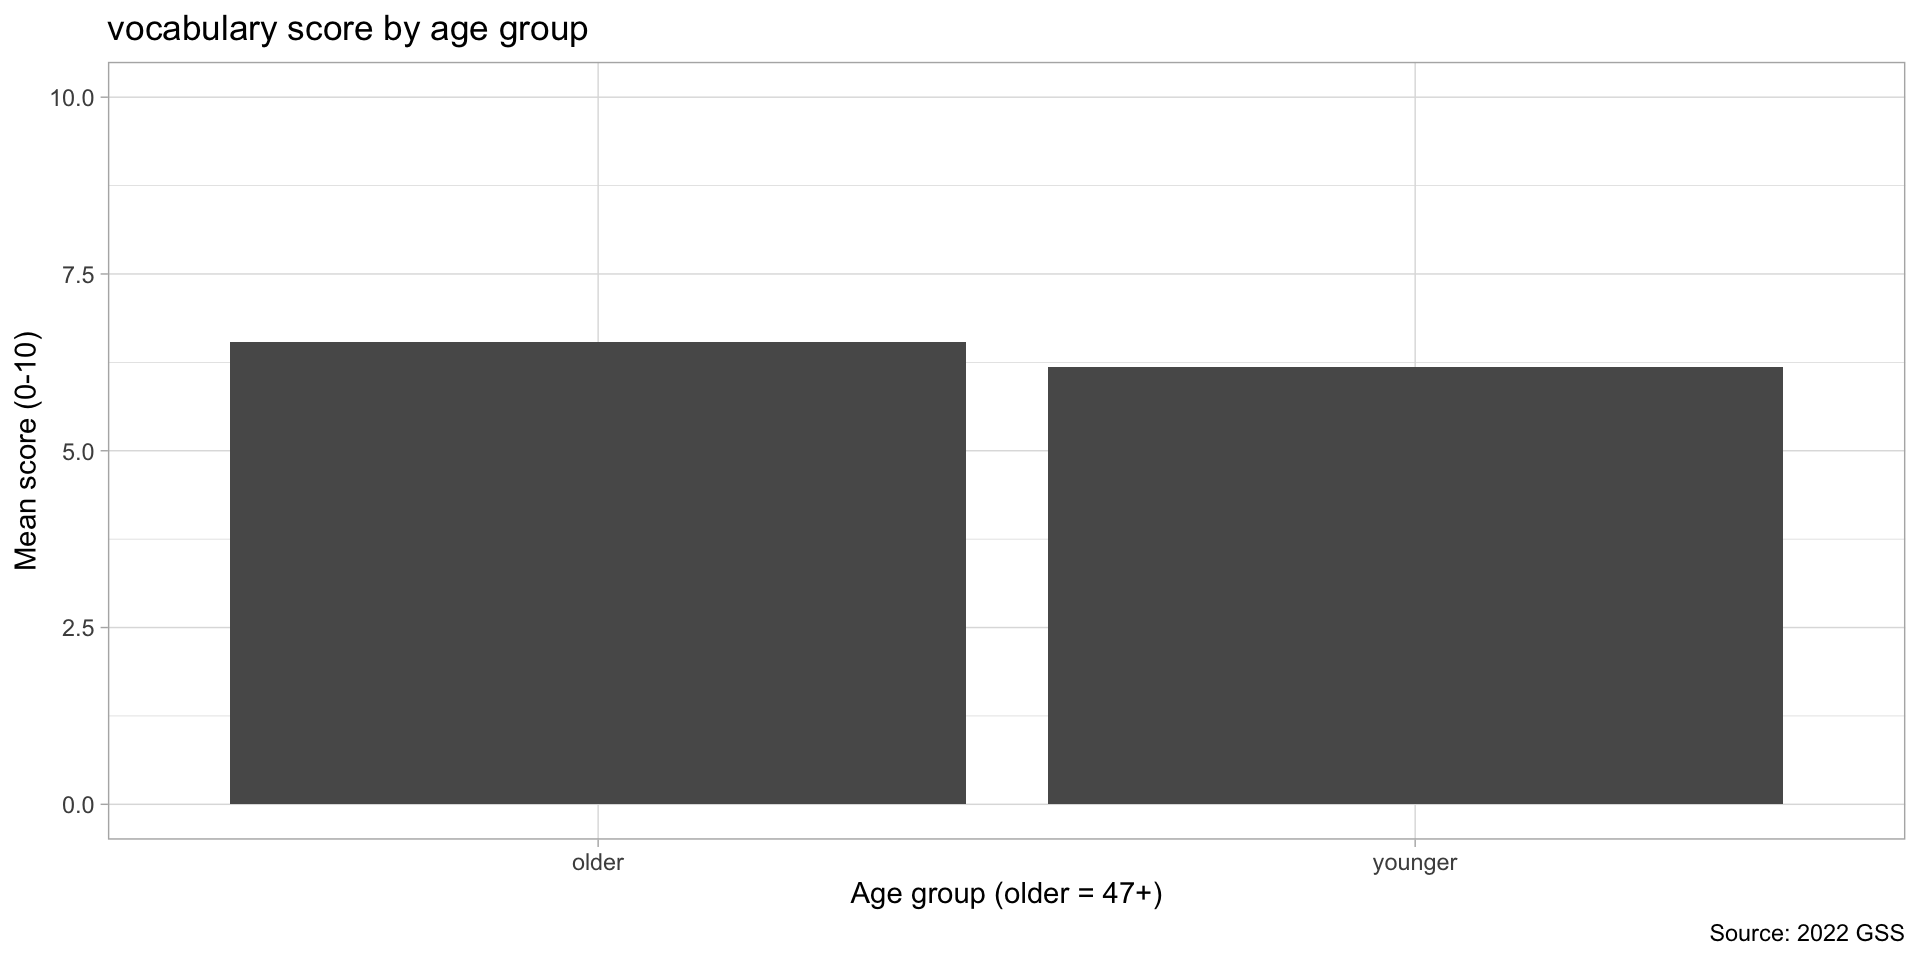 vocabulary score by age group
10.0
7.5
5.0
2.5
0.0
Mean score (0-10)
older
younger
Age group (older = 47+)
Source: 2022 GSS